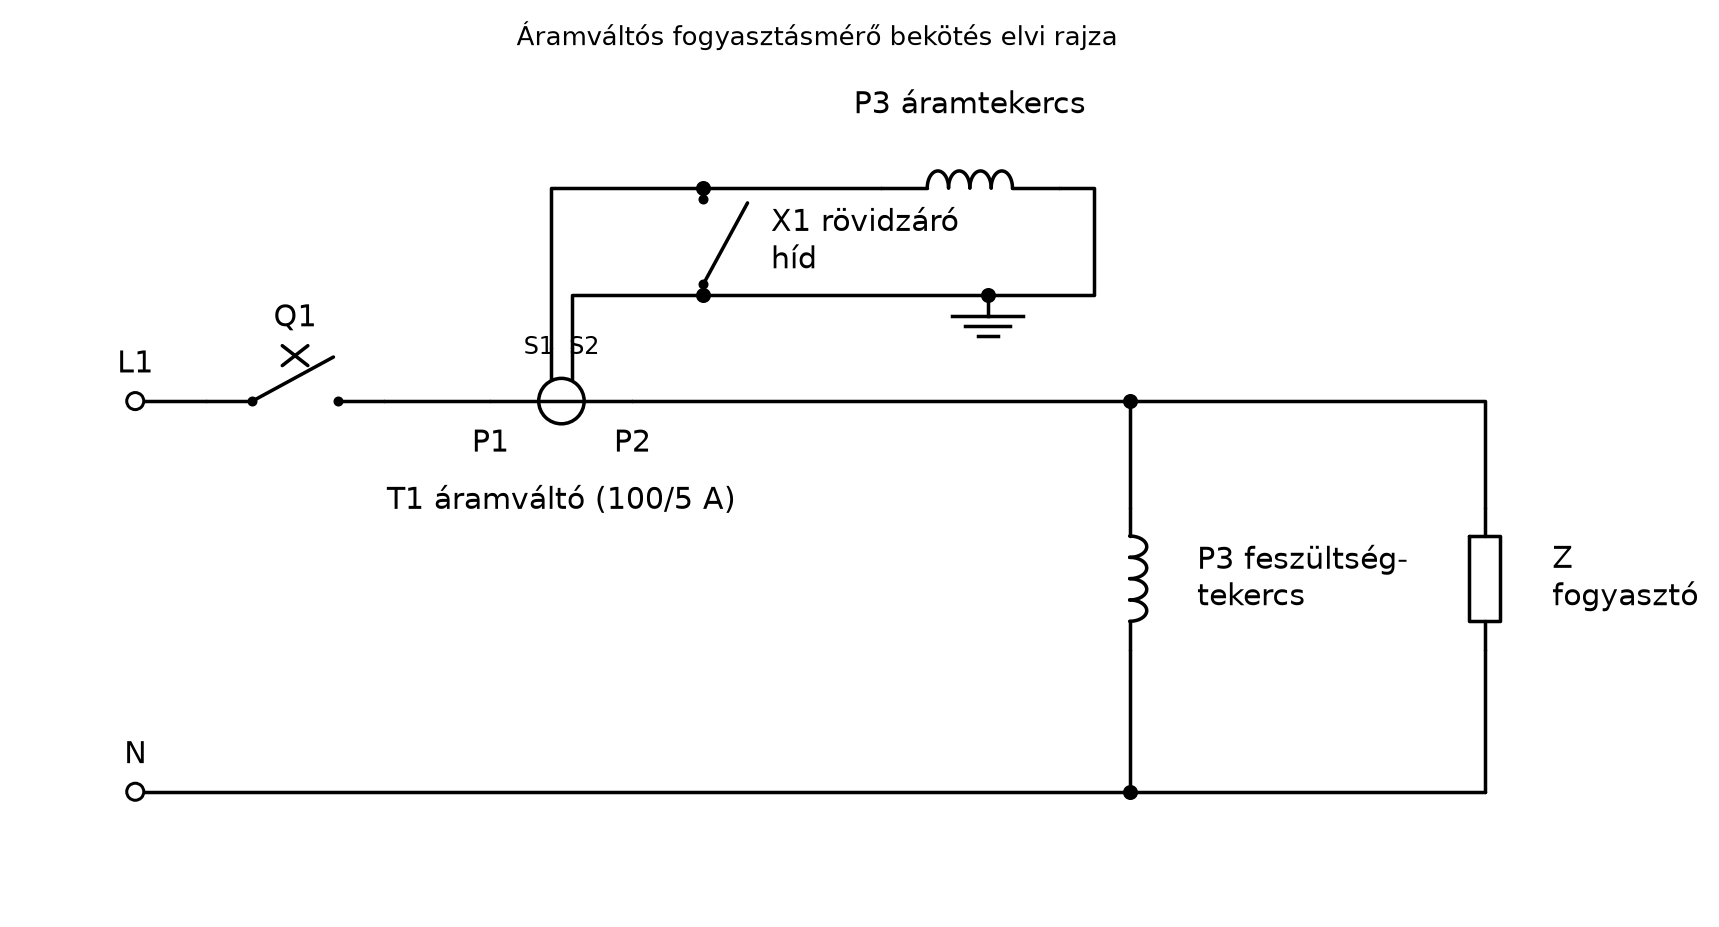 Áramváltós fogyasztásmérő bekötés elvi rajza
P3 áramtekercs
X1 rövidzáró
híd
Q1
S1
S2
L1
P1
P2
T1 áramváltó (100/5 A)
P3 feszültség-
tekercs
Z
fogyasztó
N